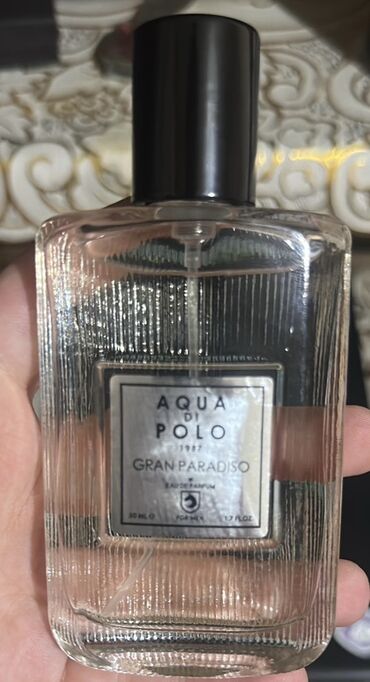 AQUA
DI
POLO
1987
GRAN PARADISO
EAU DE PARFUM
50 ML
FOR MEN
1.7 FL.OZ